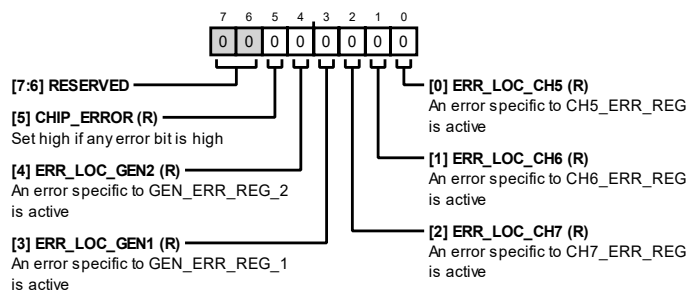 7 6 5 4 3 2 1 0
0 0 0 0 0 0 0 0
[7:6] RESERVED
[5] CHIP_ERROR (R)
Set high if any error bit is high
[4] ERR_LOC_GEN2 (R)
An error specific to GEN_ERR_REG_2
is active
[3] ERR_LOC_GEN1 (R)
An error specific to GEN_ERR_REG_1
is active
[0] ERR_LOC_CH5 (R)
An error specific to CH5_ERR_REG
is active
[1] ERR_LOC_CH6 (R)
An error specific to CH6_ERR_REG
is active
[2] ERR_LOC_CH7 (R)
An error specific to CH7_ERR_REG
is active